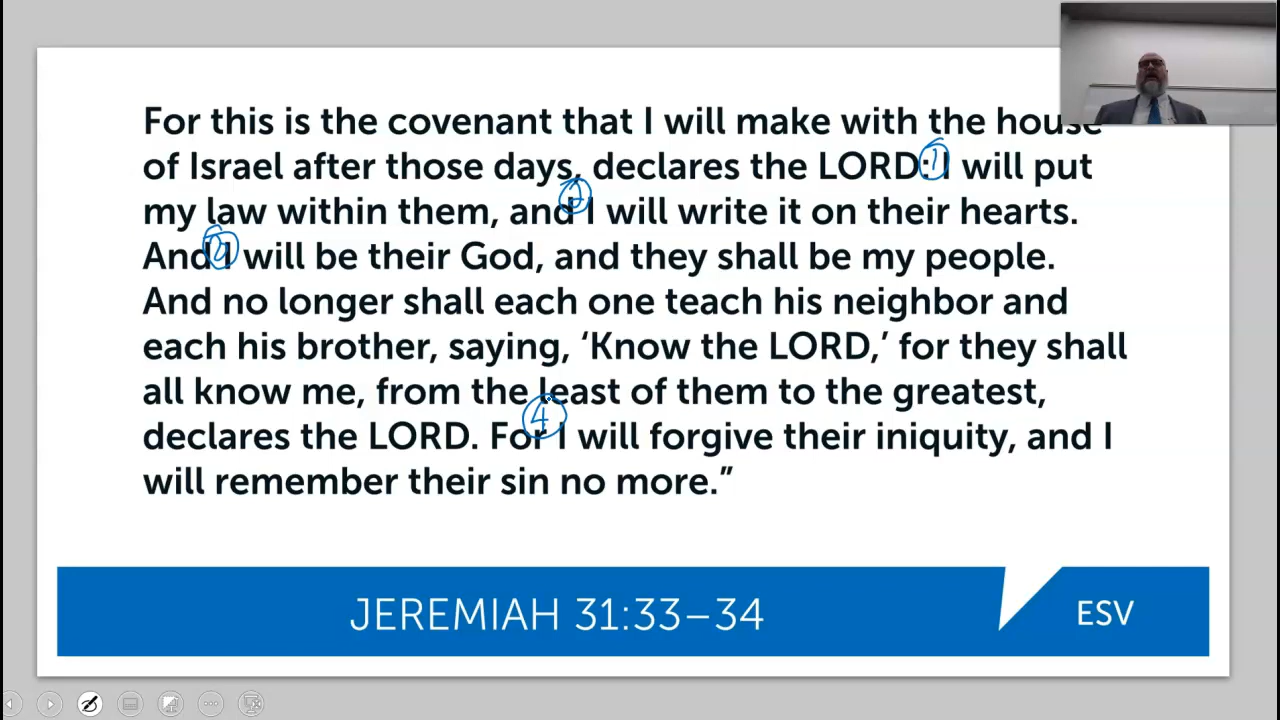 For this is the covenant that I will make with the house
of Israel after those days, declares the LORD: I will put
1
my law within them, and I will write it on their hearts.
2
And I will be their God, and they shall be my people.
3
And no longer shall each one teach his neighbor and
each his brother, saying, ‘Know the LORD,’ for they shall
all know me, from the least of them to the greatest,
declares the LORD. For I will forgive their iniquity, and I
4
will remember their sin no more.”
JEREMIAH 31:33–34
ESV